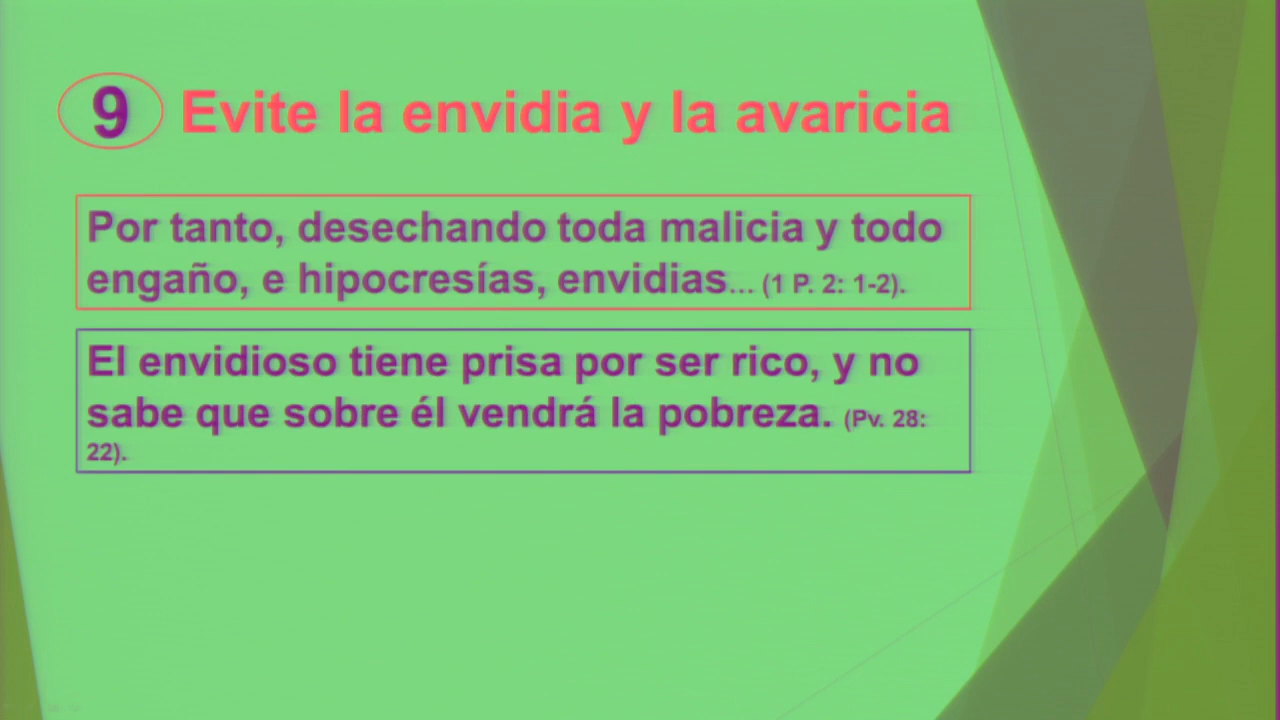 9 Evite la envidia y la avaricia
Por tanto, desechando toda malicia y todo
engaño, e hipocresías, envidias... (1 P. 2: 1-2).
El envidioso tiene prisa por ser rico, y no
sabe que sobre él vendrá la pobreza. (Pv. 28:
22).